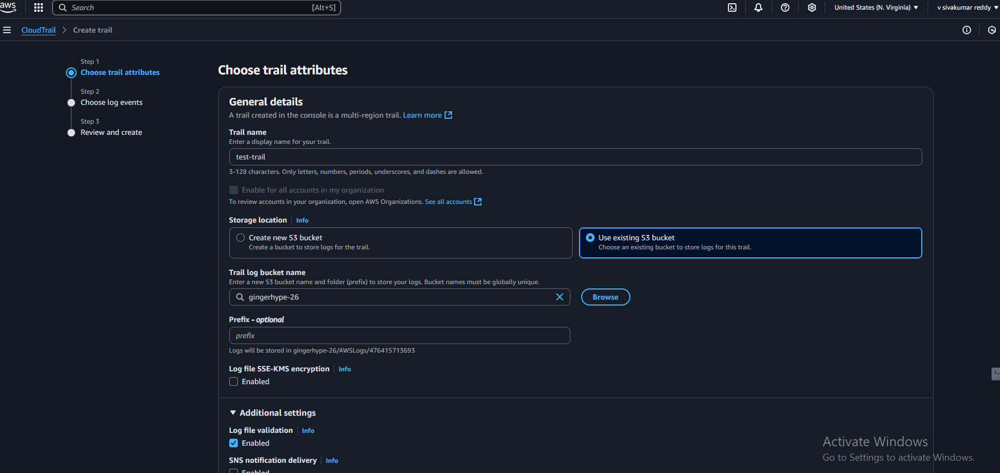 aws
Search [Alt+S]
United States (N. Virginia)
v sivakumar reddy
CloudTrail
Create trail
Step 1
Choose trail attributes
Step 2
Choose log events
Step 3
Review and create
Choose trail attributes
General details
A trail created in the console is a multi-region trail. Learn more
Trail name
Enter a display name for your trail.
test-trail
3-128 characters. Only letters, numbers, periods, underscores, and dashes are allowed.
Enable for all accounts in my organization
To review accounts in your organization, open AWS Organizations. See all accounts
Storage location Info
Create new S3 bucket
Create a bucket to store logs for the trail.
Use existing S3 bucket
Choose an existing bucket to store logs for this trail.
Trail log bucket name
Enter a new S3 bucket name and folder (prefix) to store your logs. Bucket names must be globally unique.
gingerhype-26
Browse
Prefix - optional
prefix
Logs will be stored in gingerhype-26/AWSLogs/476415713693
Log file SSE-KMS encryption Info
Enabled
Additional settings
Log file validation Info
Enabled
SNS notification delivery Info
Enabled
Activate Windows
Go to Settings to activate Windows.